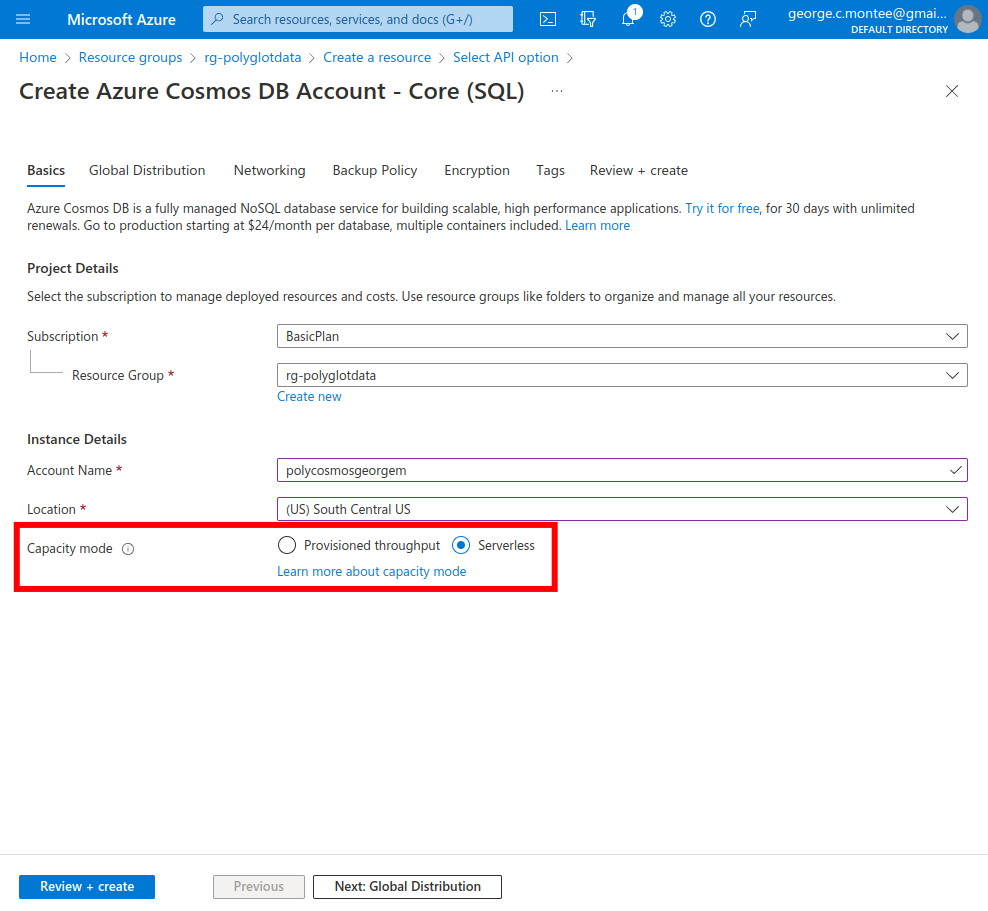 Microsoft Azure
Search resources, services, and docs (G+/)
1
george.c.montee@gmai...
DEFAULT DIRECTORY
Home > Resource groups > rg-polyglotdata > Create a resource > Select API option >
Create Azure Cosmos DB Account - Core (SQL) ...
Basics Global Distribution Networking Backup Policy Encryption Tags Review + create
Azure Cosmos DB is a fully managed NoSQL database service for building scalable, high performance applications. Try it for free, for 30 days with unlimited
renewals. Go to production starting at $24/month per database, multiple containers included. Learn more
Project Details
Select the subscription to manage deployed resources and costs. Use resource groups like folders to organize and manage all your resources.
Subscription * BasicPlan
Resource Group * rg-polyglotdata
Create new
Instance Details
Account Name * polycosmosgeorgem
Location * (US) South Central US
Capacity mode Provisioned throughput Serverless
Learn more about capacity mode
Review + create Previous Next: Global Distribution